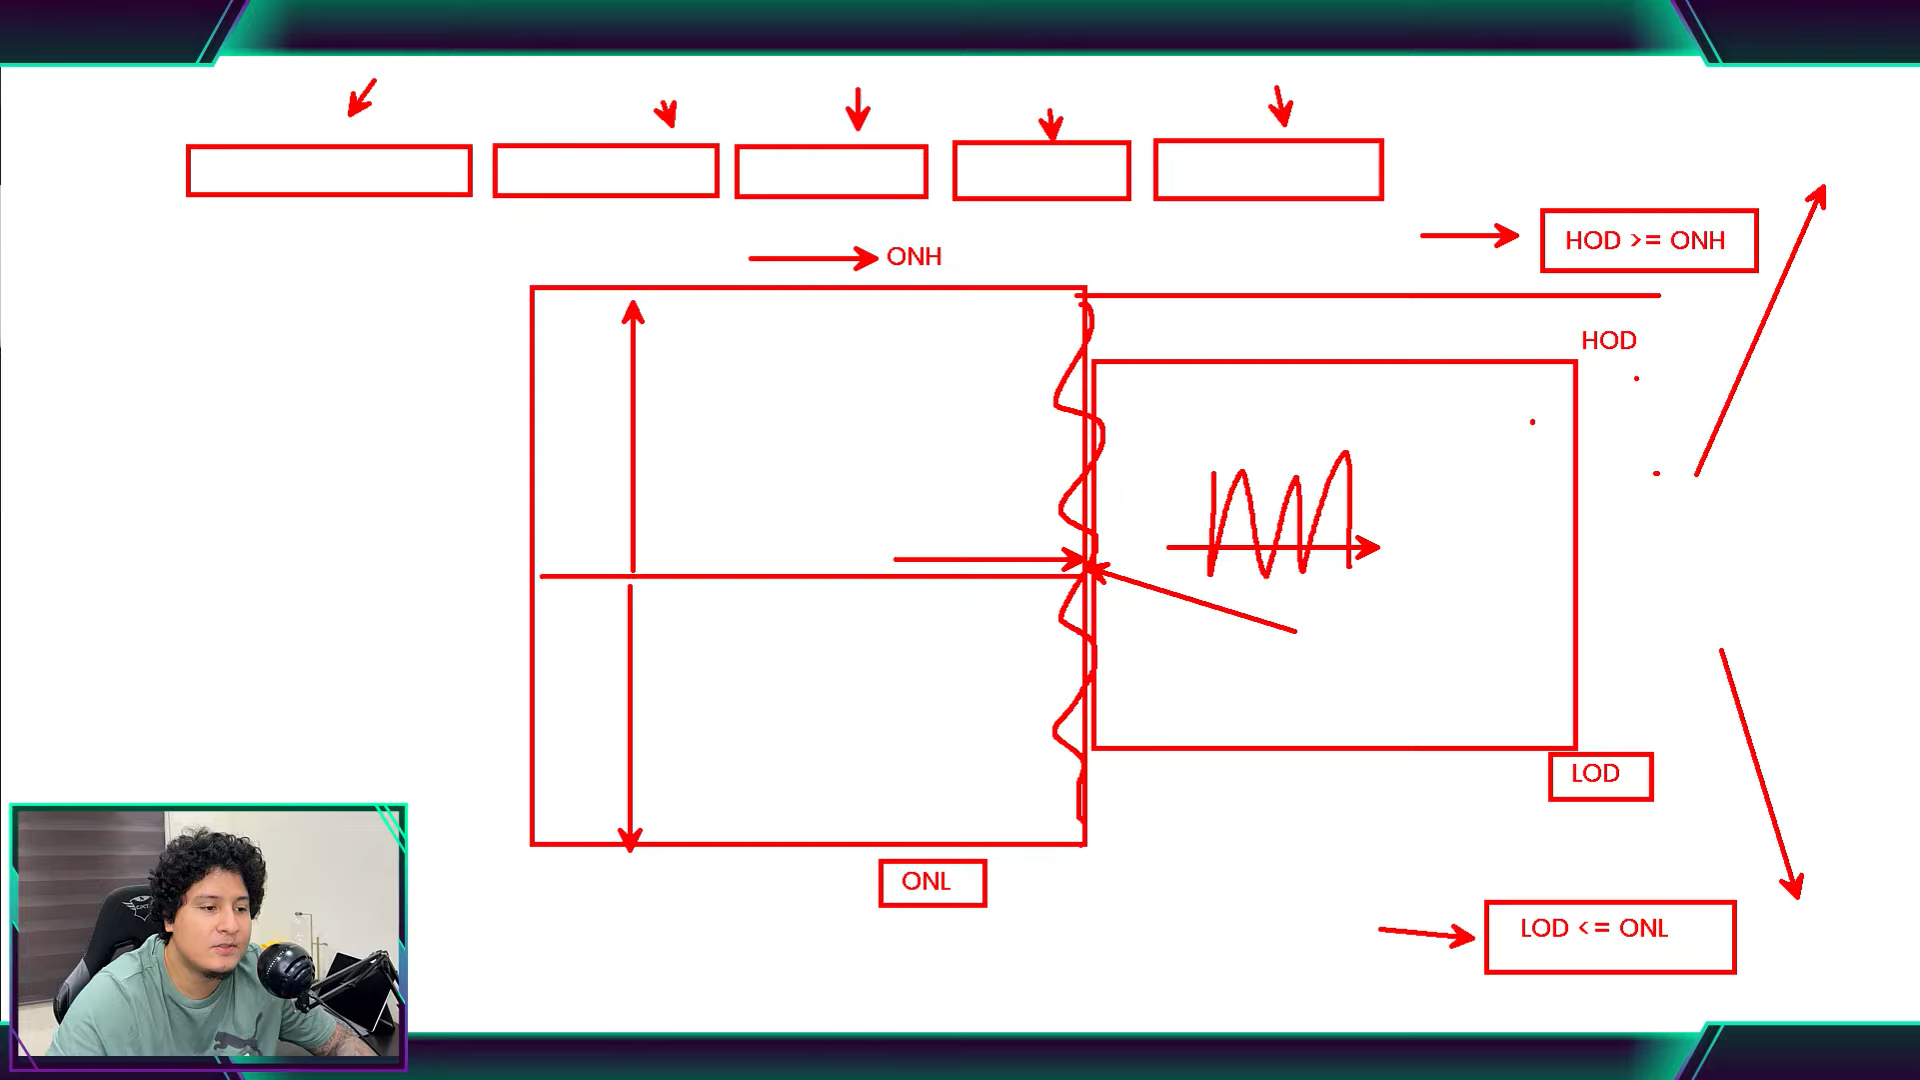 HOD >= ONH
ONH
HOD
LOD
ONL
LOD <= ONL